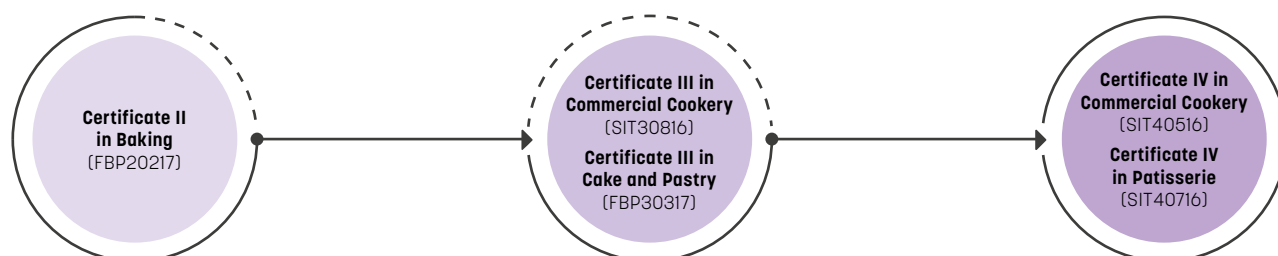 Certificate II
in Baking
(FBP20217)
Certificate III in
Commercial Cookery
(SIT30816)
Certificate III in
Cake and Pastry
(FBP30317)
Certificate IV in
Commercial Cookery
(SIT40516)
Certificate IV
in Patisserie
(SIT40716)